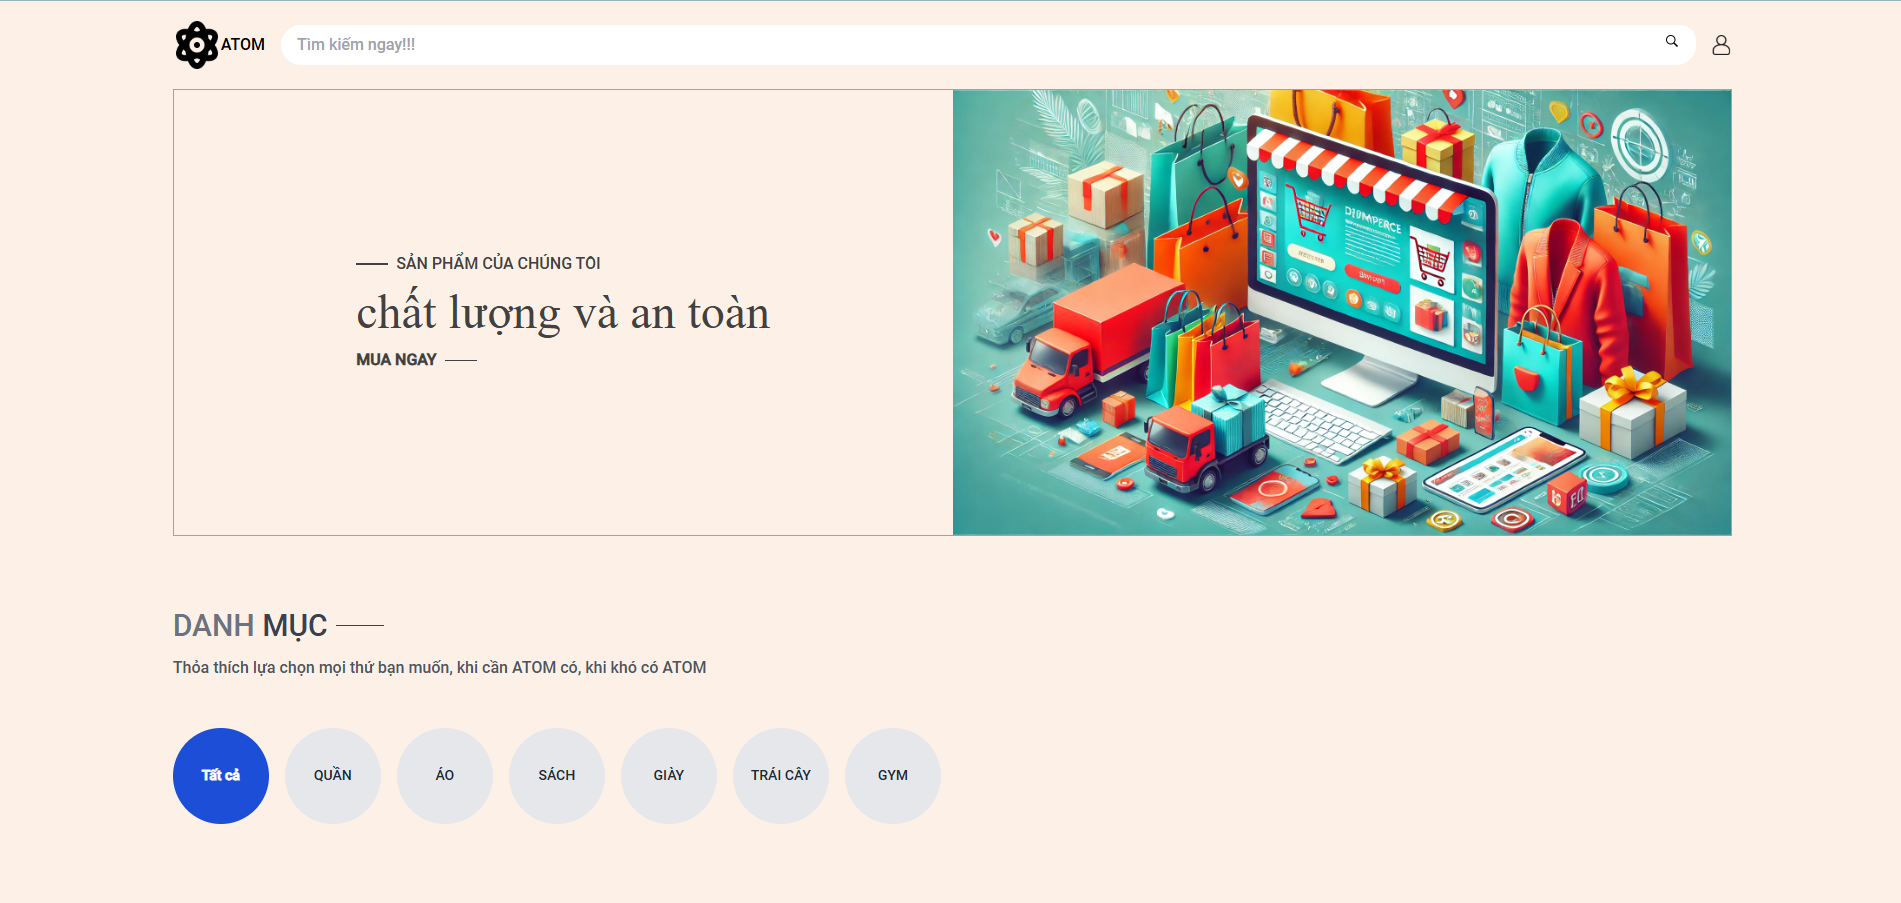 ATOM
Tìm kiếm ngay!!!
SẢN PHẨM CỦA CHÚNG TÔI
chất lượng và an toàn
MUA NGAY
DANH MỤC
Thỏa thích lựa chọn mọi thứ bạn muốn, khi cần ATOM có, khi khó có ATOM
Tất cả
QUẦN
ÁO
SÁCH
GIÀY
TRÁI CÂY
GYM